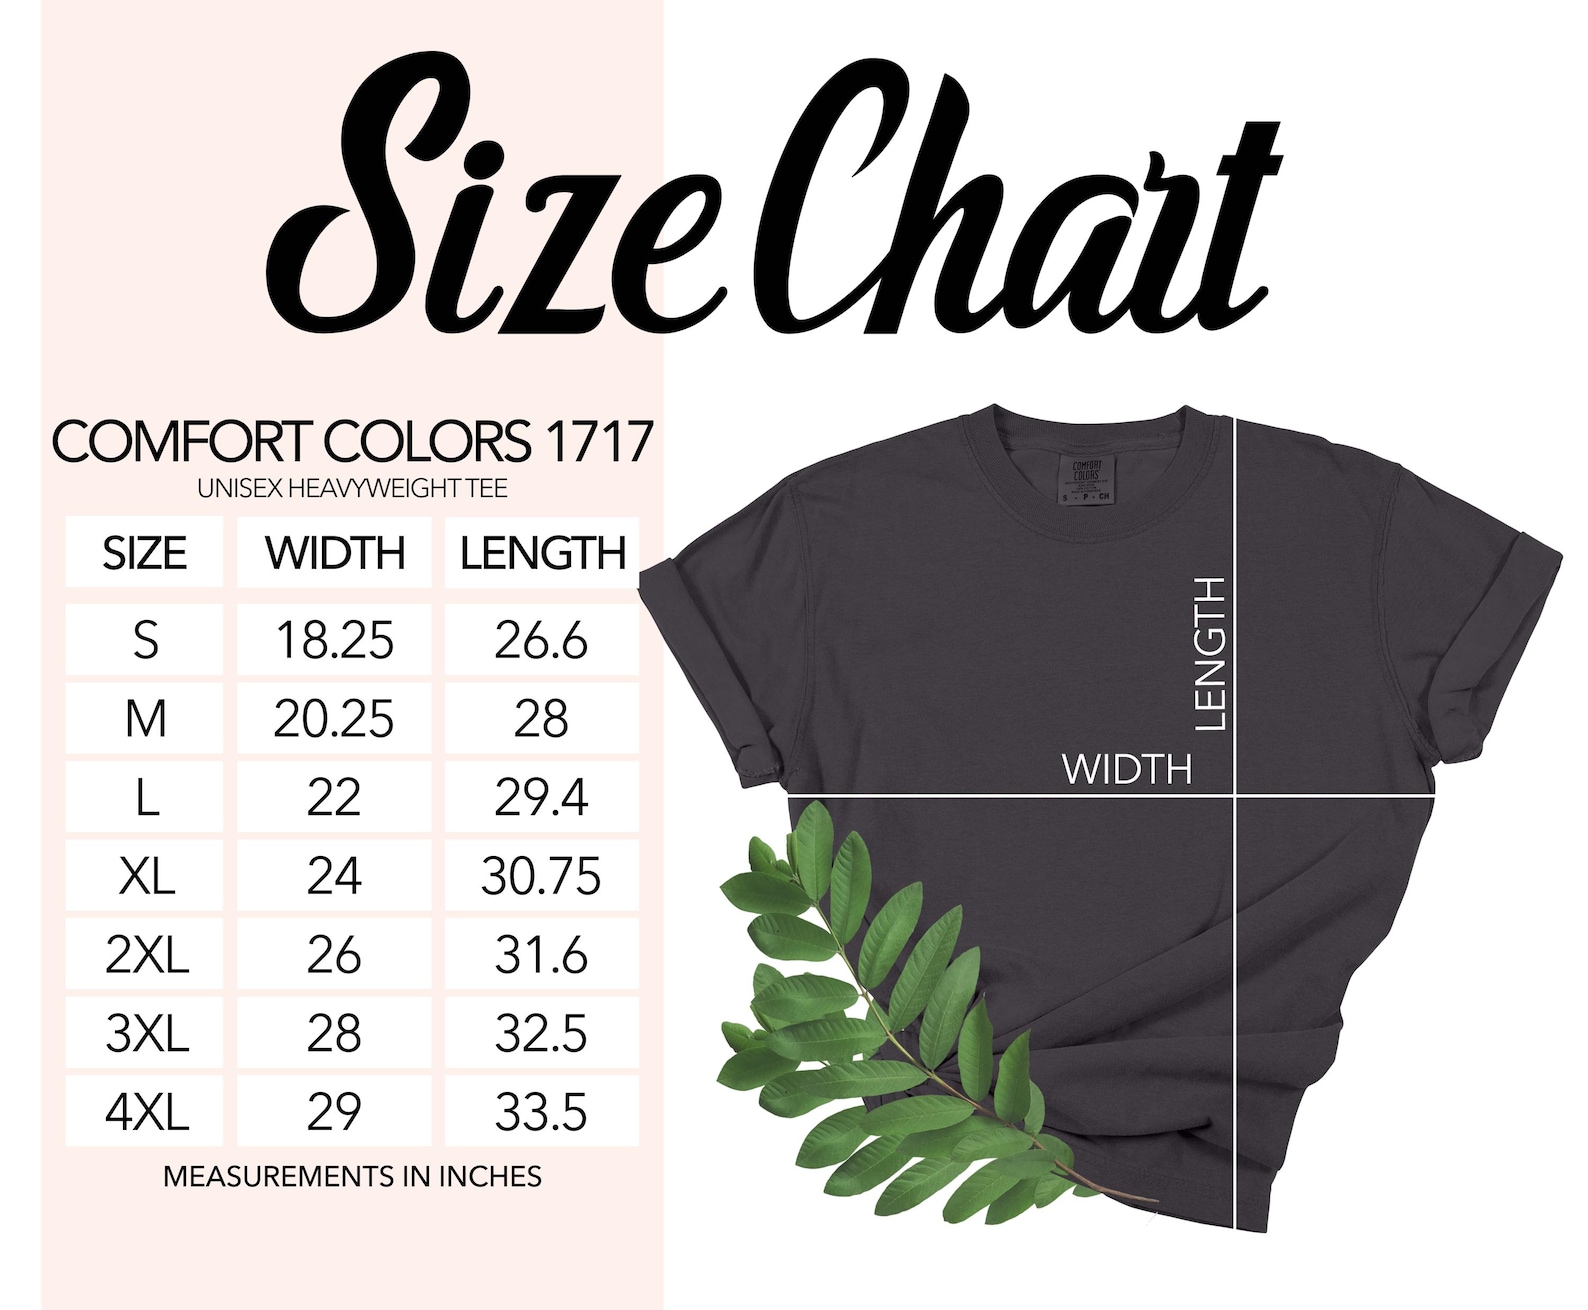 Size Chart
COMFORT COLORS 1717
UNISEX HEAVYWEIGHT TEE
SIZE WIDTH LENGTH
S 18.25 26.6
M 20.25 28
L 22 29.4
XL 24 30.75
2XL 26 31.6
3XL 28 32.5
4XL 29 33.5
MEASUREMENTS IN INCHES
COMFORT
COLORS
S - P - CH
LENGTH
WIDTH